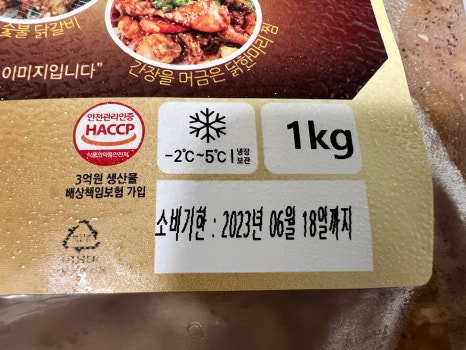 숯불 닭갈비
이미지입니다"
간장을 머금은 닭한마리 찜
안전관리인증
HACCP
식품의약품안전처
-2℃~5℃ 냉장
보관
1kg
3억원 생산물
배상책임보험 가입
소비기한 : 2023년 06월 18일까지